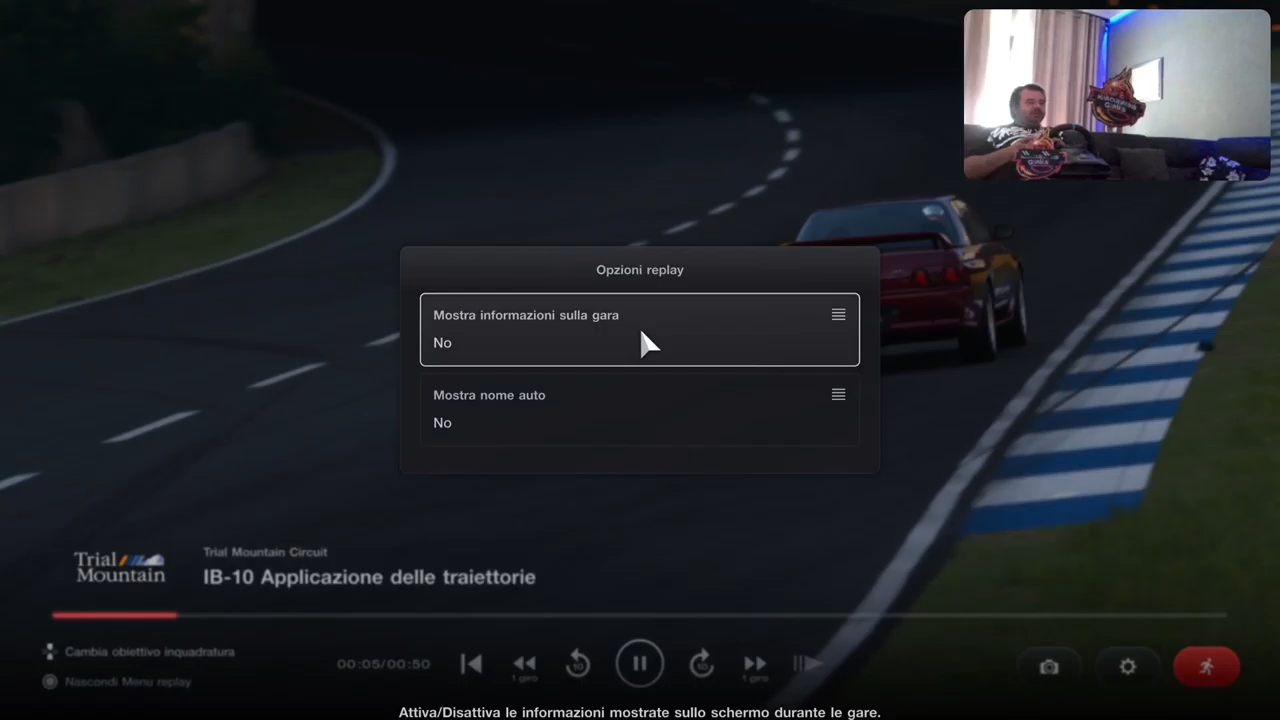 Opzioni replay
Mostra informazioni sulla gara
No
Mostra nome auto
No
Trial
Mountain
Trial Mountain Circuit
IB-10 Applicazione delle traiettorie
Cambia obiettivo inquadratura
Nascondi Menu replay
00:05/00:50
1 giro
10
10
1 giro
Attiva/Disattiva le informazioni mostrate sullo schermo durante le gare.